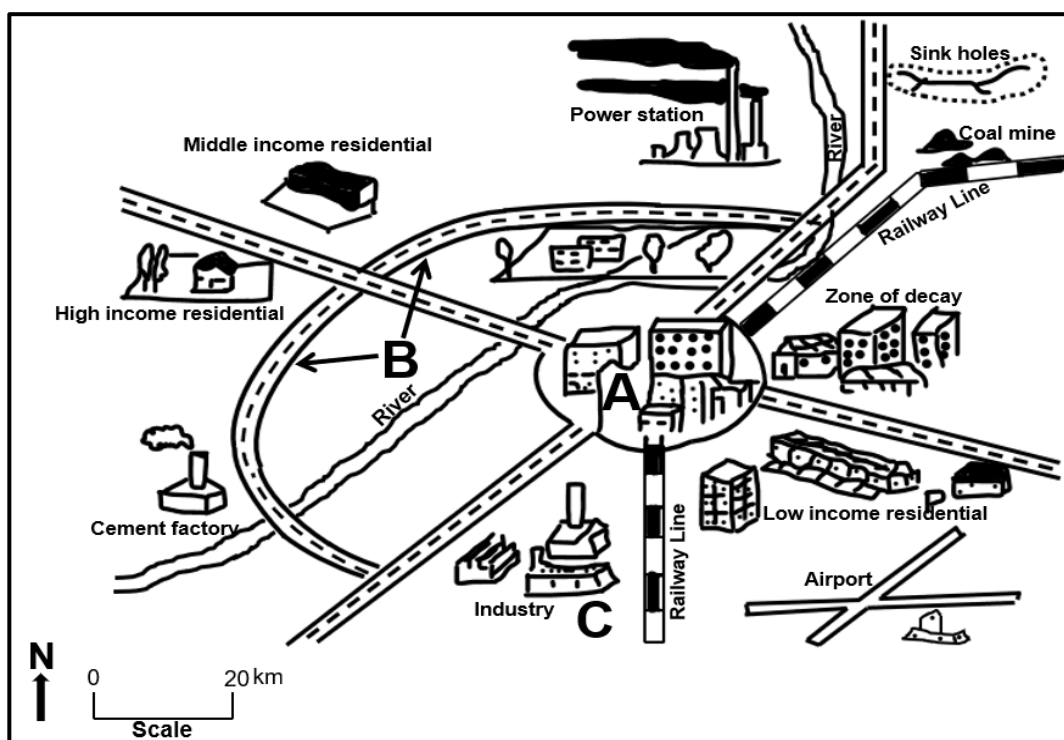 Sink holes
Power station
River
Coal mine
Middle income residential
Railway Line
High income residential
Zone of decay
B
A
River
Cement factory
Low income residential
P
Railway Line
Airport
Industry
C
N
0 20 km
Scale